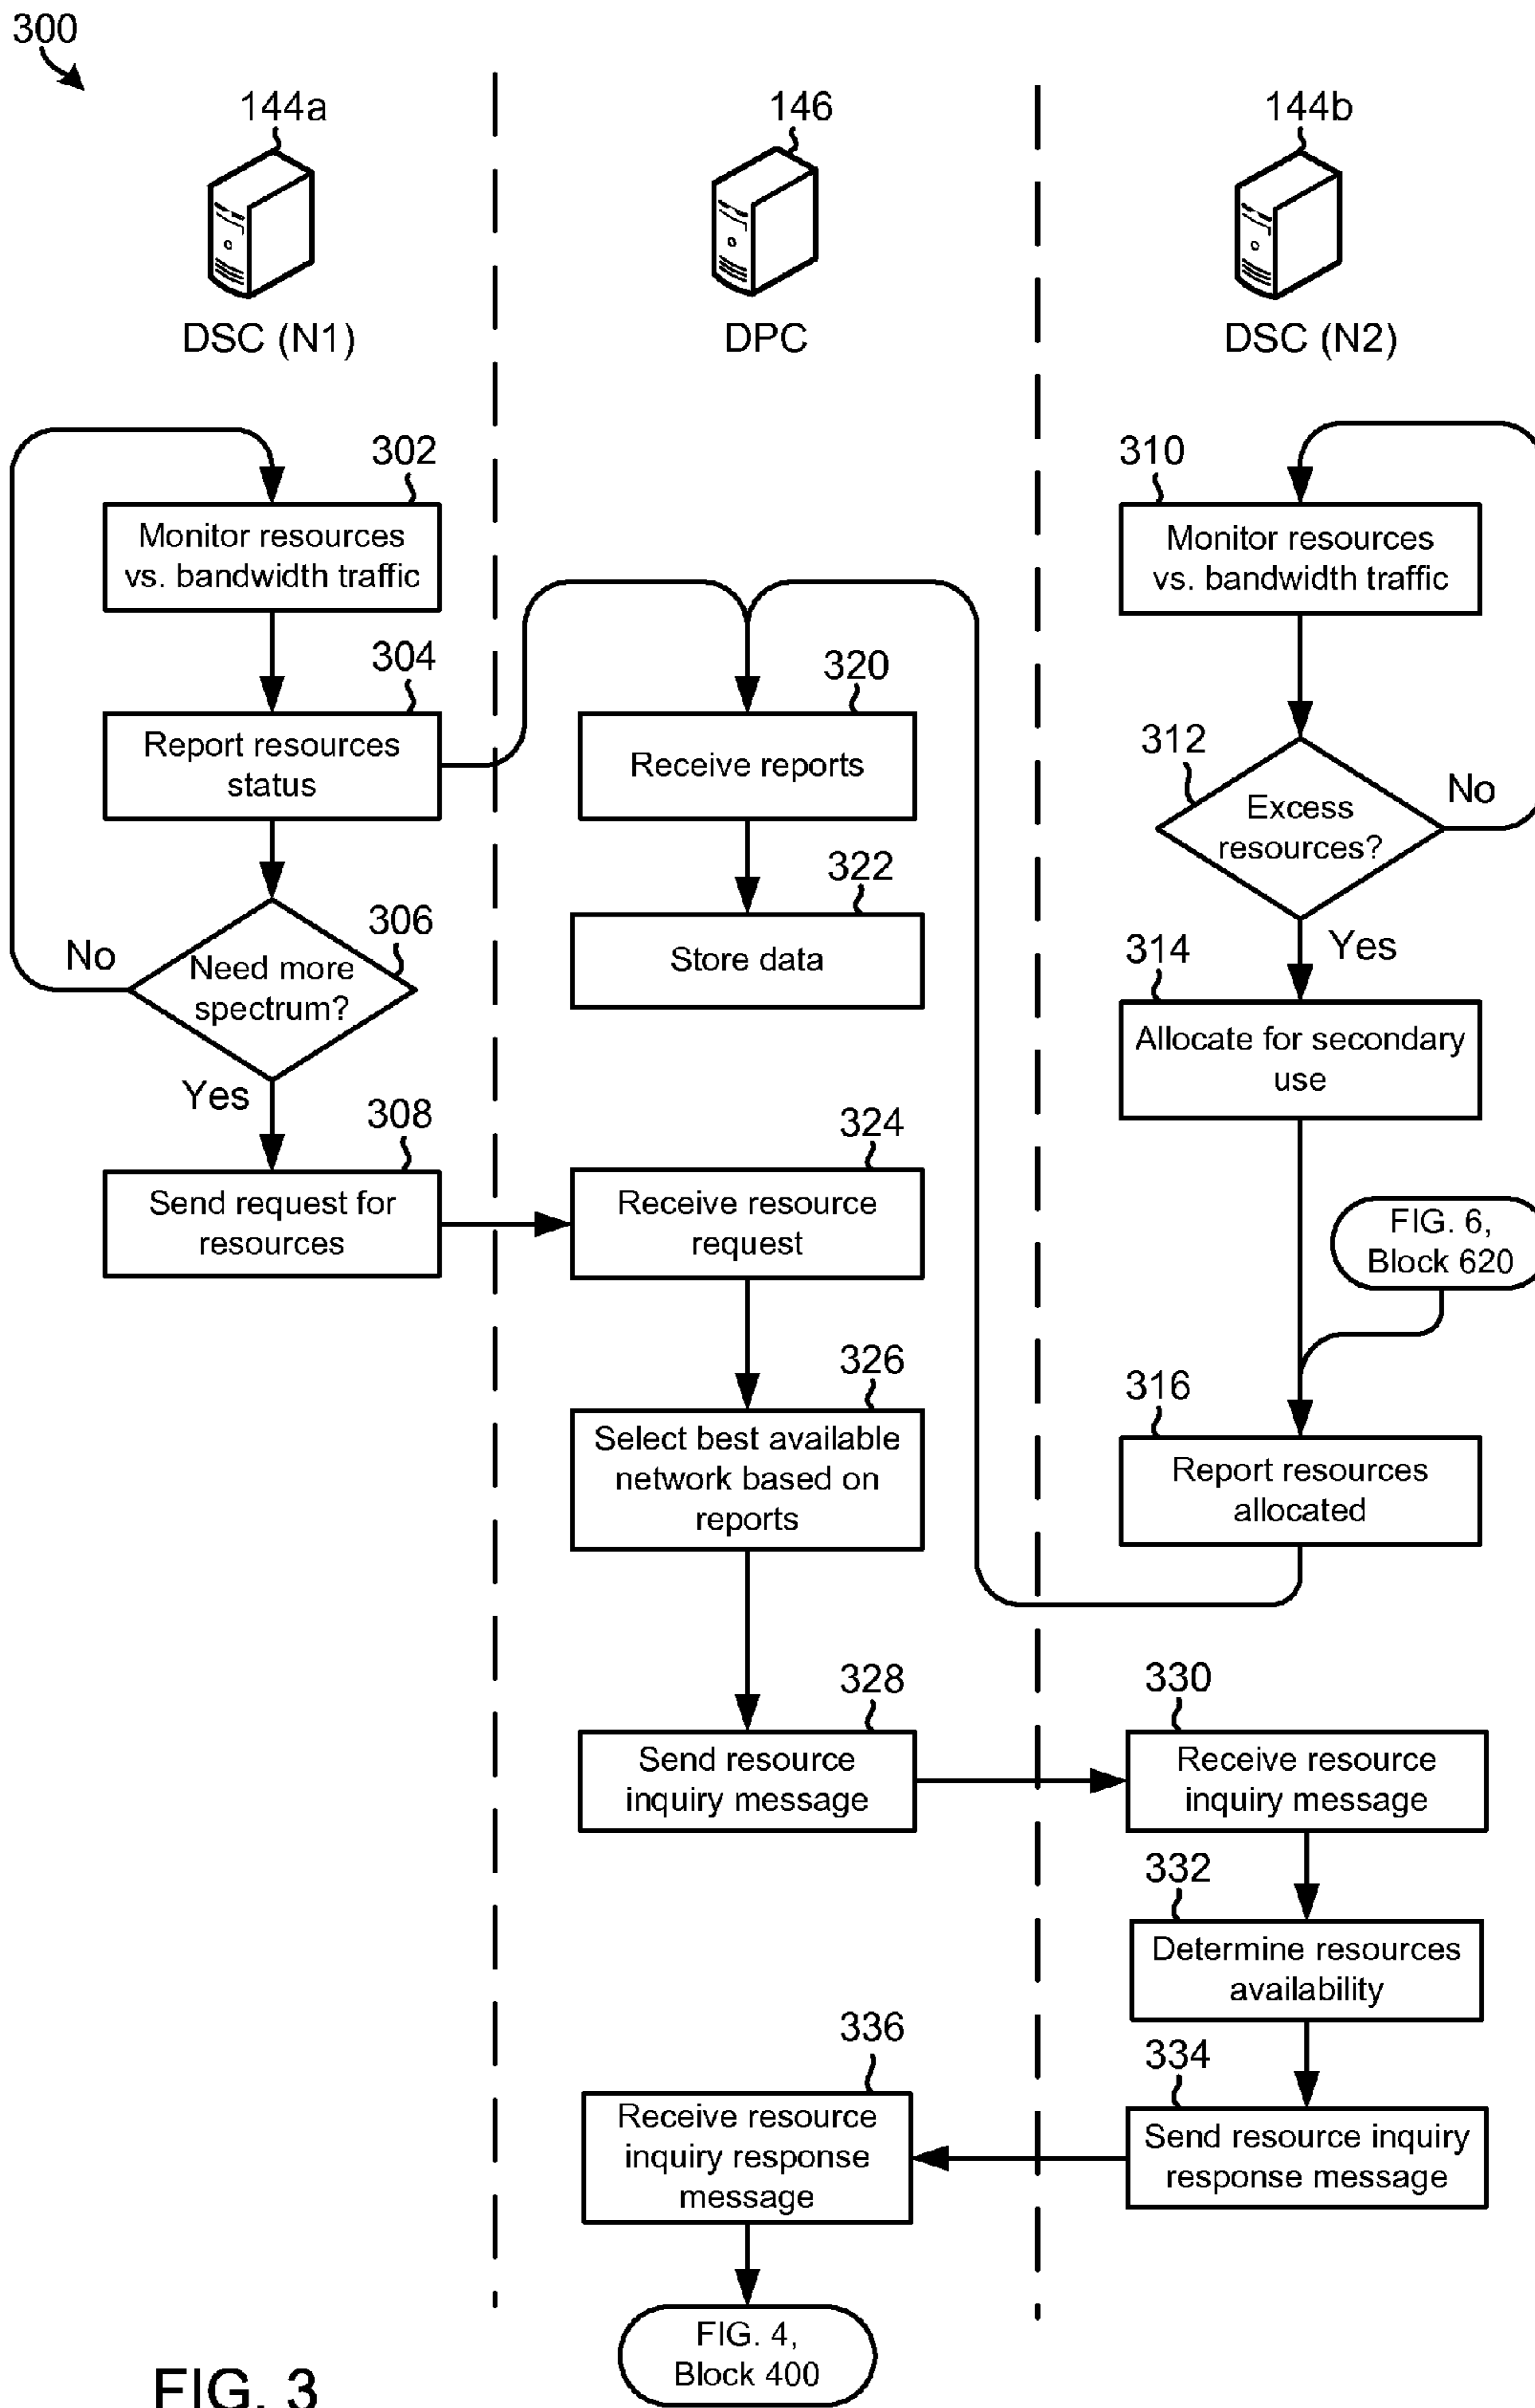 300
144a
146
144b
DSC (N1)
DPC
DSC (N2)
302
Monitor resources
vs. bandwidth traffic
304
Report resources
status
306
Need more
spectrum?
No
Yes
308
Send request for
resources
320
Receive reports
322
Store data
324
Receive resource
request
326
Select best available
network based on
reports
328
Send resource
inquiry message
336
Receive resource
inquiry response
message
FIG. 4,
Block 400
310
Monitor resources
vs. bandwidth traffic
312
Excess
resources?
No
Yes
314
Allocate for secondary
use
FIG. 6,
Block 620
316
Report resources
allocated
330
Receive resource
inquiry message
332
Determine resources
availability
334
Send resource inquiry
response message
FIG. 3